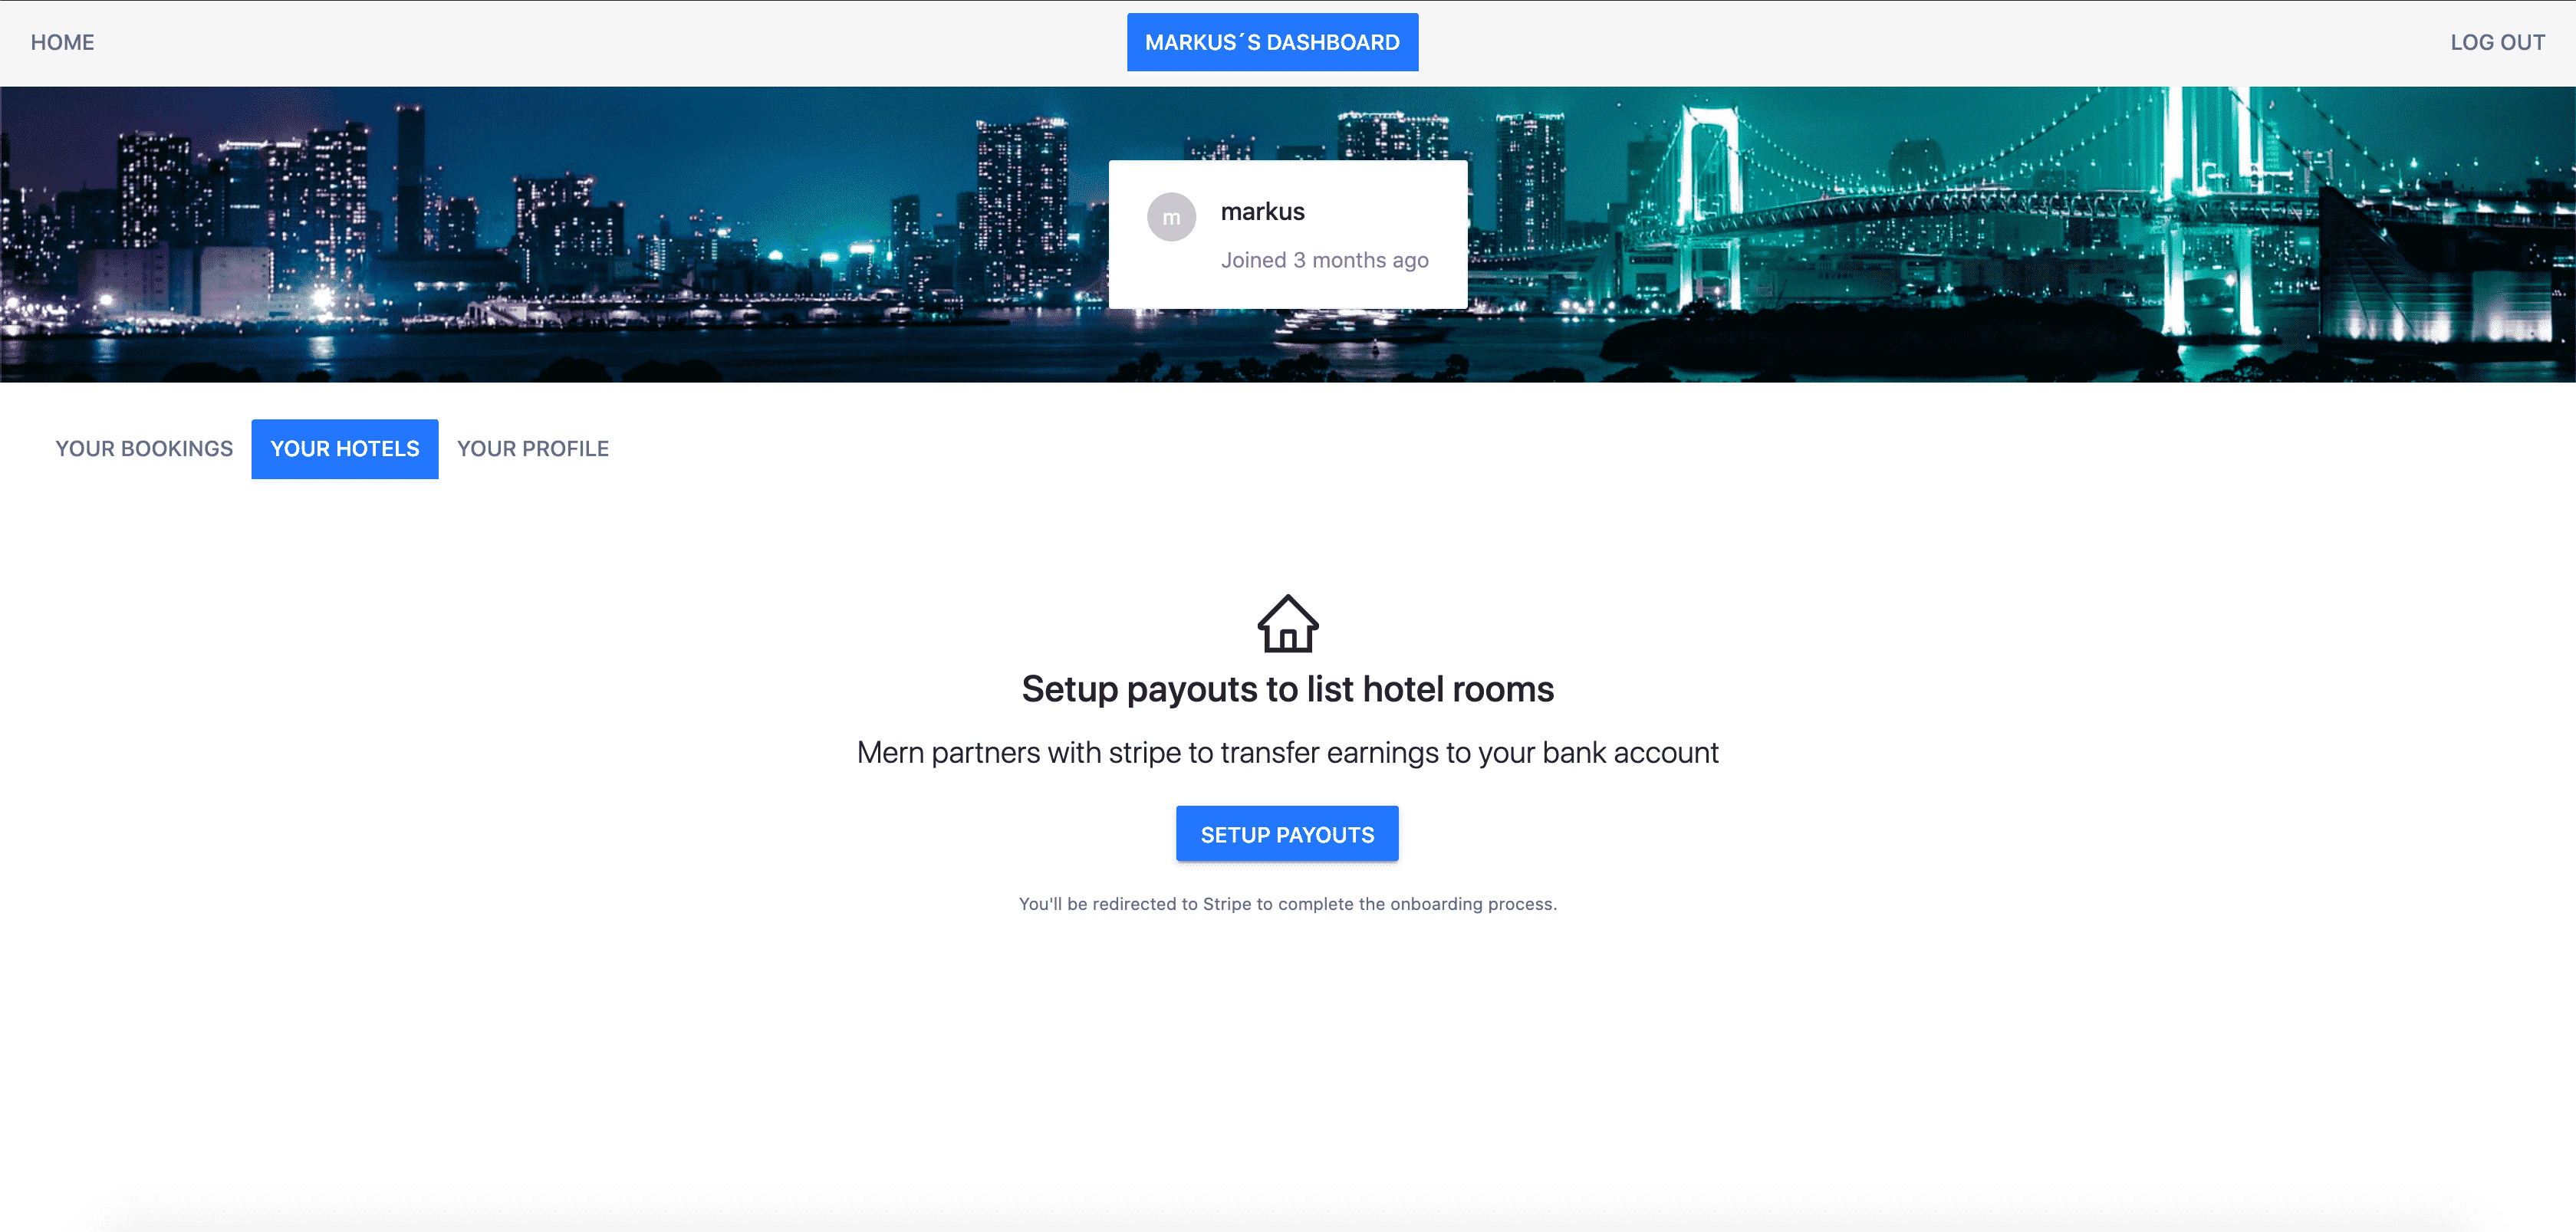 HOME
MARKUS´S DASHBOARD
LOG OUT
m
markus
Joined 3 months ago
YOUR BOOKINGS
YOUR HOTELS
YOUR PROFILE
Setup payouts to list hotel rooms
Mern partners with stripe to transfer earnings to your bank account
SETUP PAYOUTS
You'll be redirected to Stripe to complete the onboarding process.